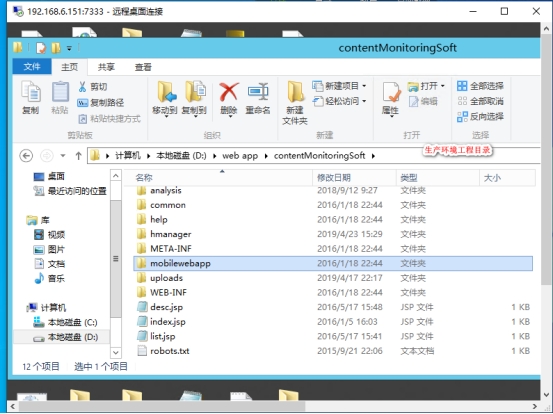 192.168.6.151:7333 - 远程桌面连接
contentMonitoringSoft
文件 主页 共享 查看
复制
粘贴
剪切
复制路径
粘贴快捷方式
剪贴板
移动到
复制到
删除
重命名
组织
新建
文件夹
新建项目
轻松访问
新建
属性
打开
编辑
打开
全部选择
全部取消
反向选择
选择
计算机 本地磁盘 (D:) web app contentMonitoringSoft
生产环境工程目录
桌面
最近访问的位置
库
视频
图片
文档
音乐
计算机
本地磁盘 (C:)
本地磁盘 (D:)
名称 修改日期 类型 大小
analysis 2018/9/12 9:27 文件夹
common 2016/1/18 22:44 文件夹
help 2016/1/18 22:44 文件夹
hmanager 2019/4/23 15:29 文件夹
META-INF 2016/1/18 22:44 文件夹
mobilewebapp 2016/1/18 22:44 文件夹
uploads 2019/4/17 22:17 文件夹
WEB-INF 2016/1/18 22:44 文件夹
desc.jsp 2016/5/17 15:48 JSP 文件 1 KB
index.jsp 2016/1/5 16:03 JSP 文件 1 KB
list.jsp 2016/5/17 15:41 JSP 文件 1 KB
robots.txt 2015/9/21 22:06 文本文档 1 KB
12 个项目 选中 1 个项目